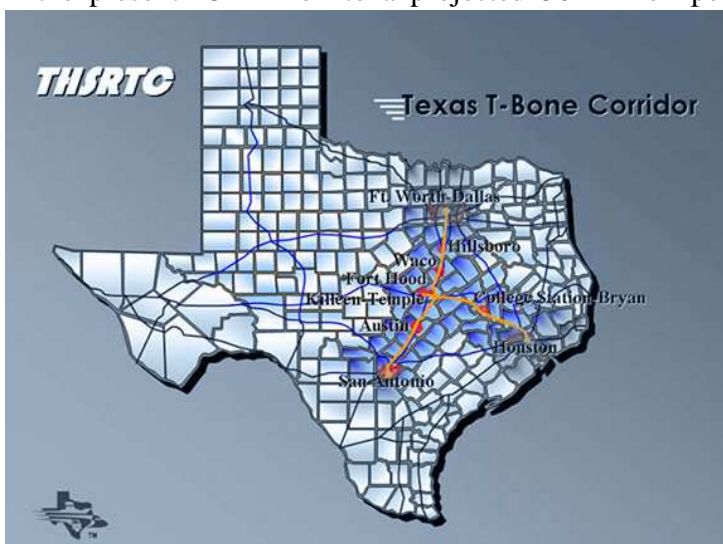 THSRTC
Texas T-Bone Corridor
Ft. Worth-Dallas
Hillsboro
Waco
Fort Hood
Killeen-Temple
College Station-Bryan
Austin
Houston
San Antonio
TM